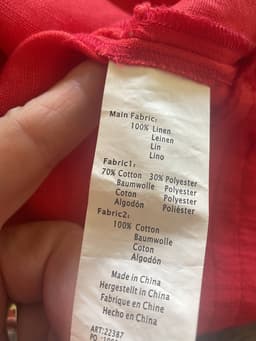 Main Fabric:
100% Linen
Leinen
Lin
Lino
Fabric1:
70% Cotton 30% Polyester
Baumwolle Polyester
Coton Polyester
Algodón Poliéster
Fabric2:
100% Cotton
Baumwolle
Coton
Algodón
Made in China
Hergestellt in China
Fabrique en Chine
Hecho en China
ART:22387